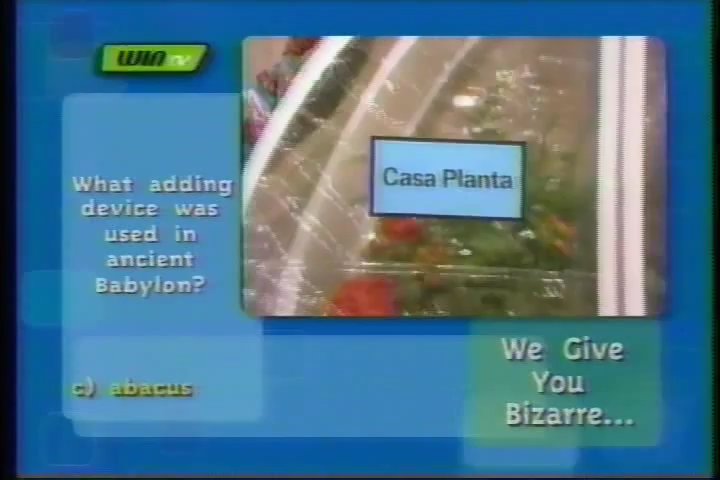 WIN TV
What adding
device was
used in
ancient
Babylon?
c) abacus
Casa Planta
We Give
You
Bizarre...